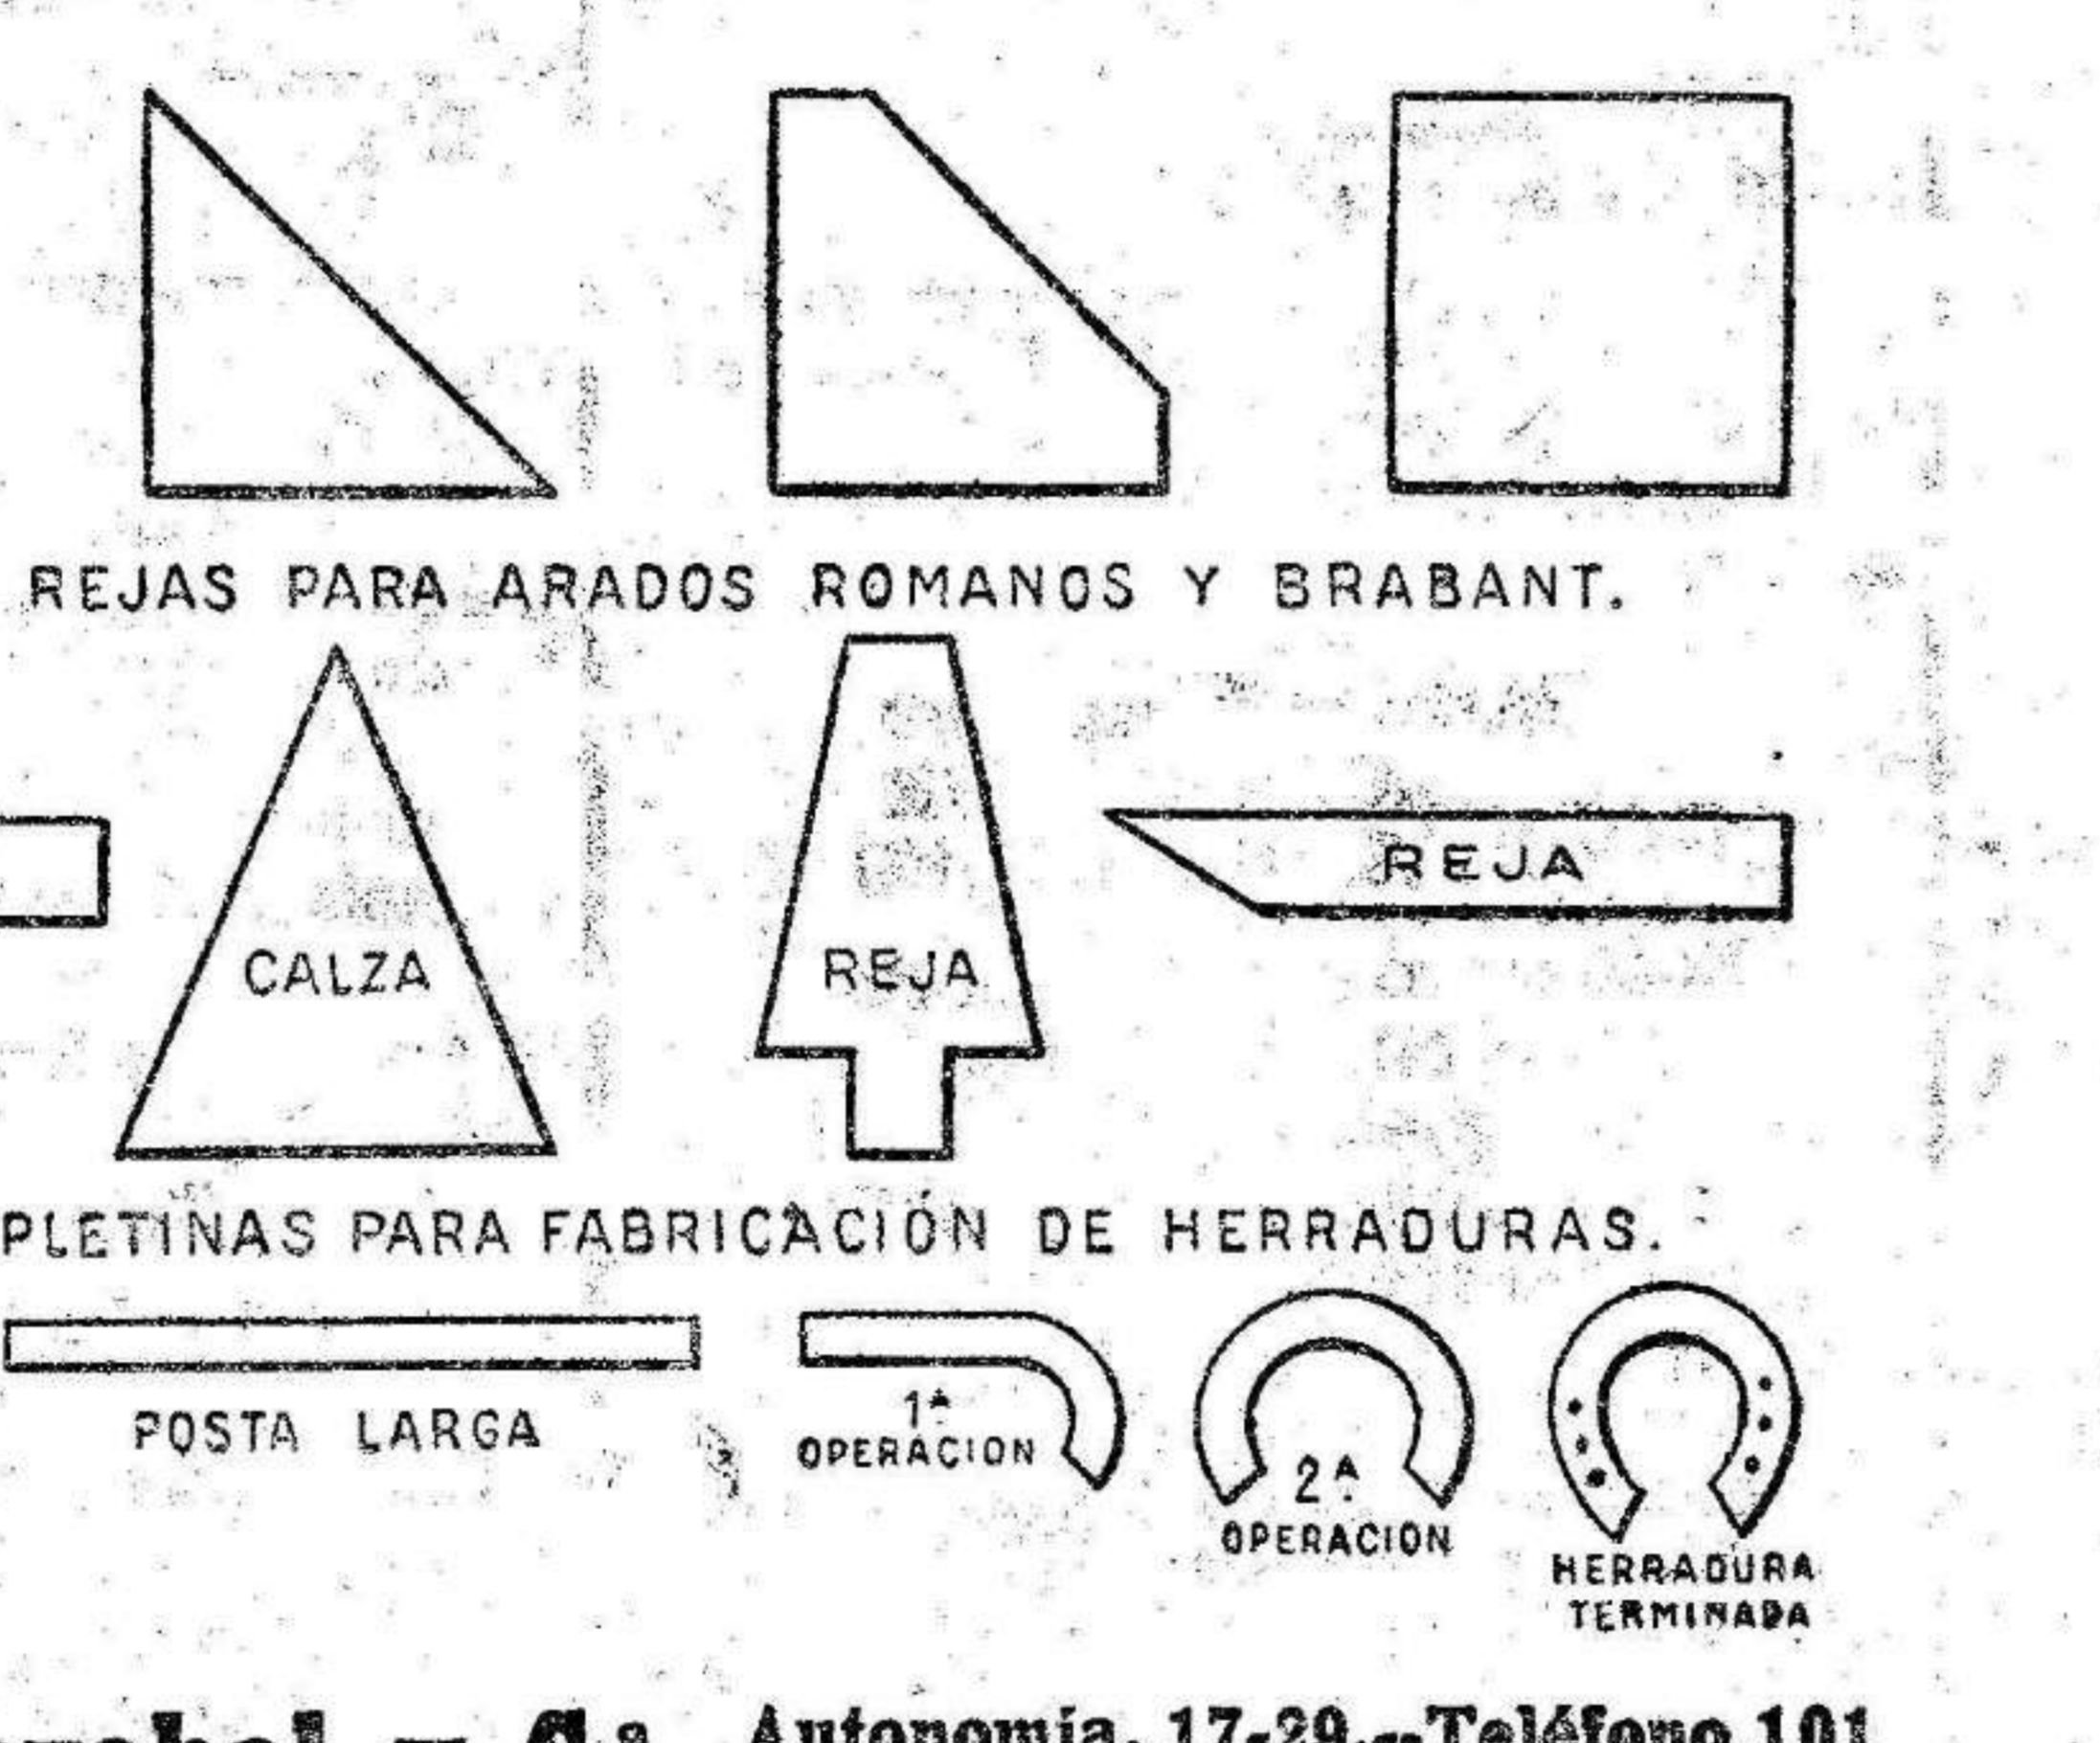 REJAS PARA ARADOS ROMANOS Y BRABANT.
CALZA
REJA
REJA
PLETINAS PARA FABRICACIÓN DE HERRADURAS.
POSTA LARGA
1ª
OPERACION
2ª
OPERACION
HERRADURA
TERMINADA
y Cª Autonomía, 17-29.-Teléfono 101